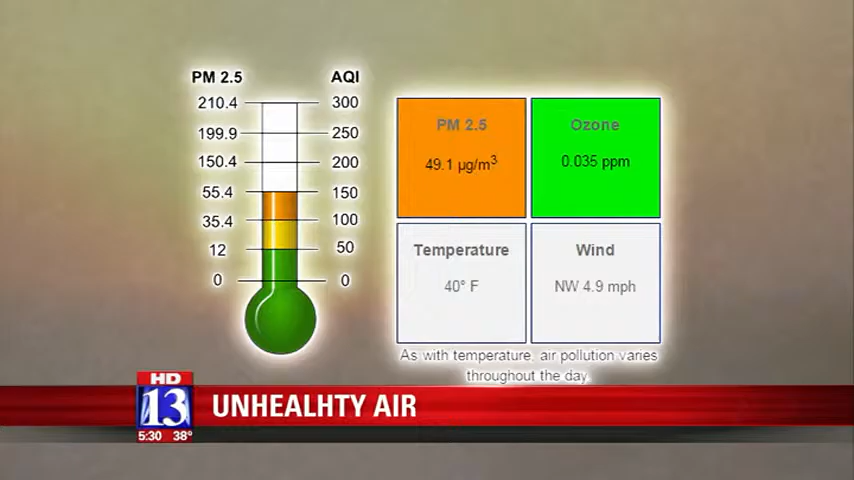 PM 2.5 AQI
210.4 300
199.9 250
150.4 200
55.4 150
35.4 100
12 50
0 0
PM 2.5
49.1 µg/m³
Ozone
0.035 ppm
Temperature
40° F
Wind
NW 4.9 mph
As with temperature, air pollution varies
throughout the day.
HD
13
5:30 38°
UNHEALHTY AIR